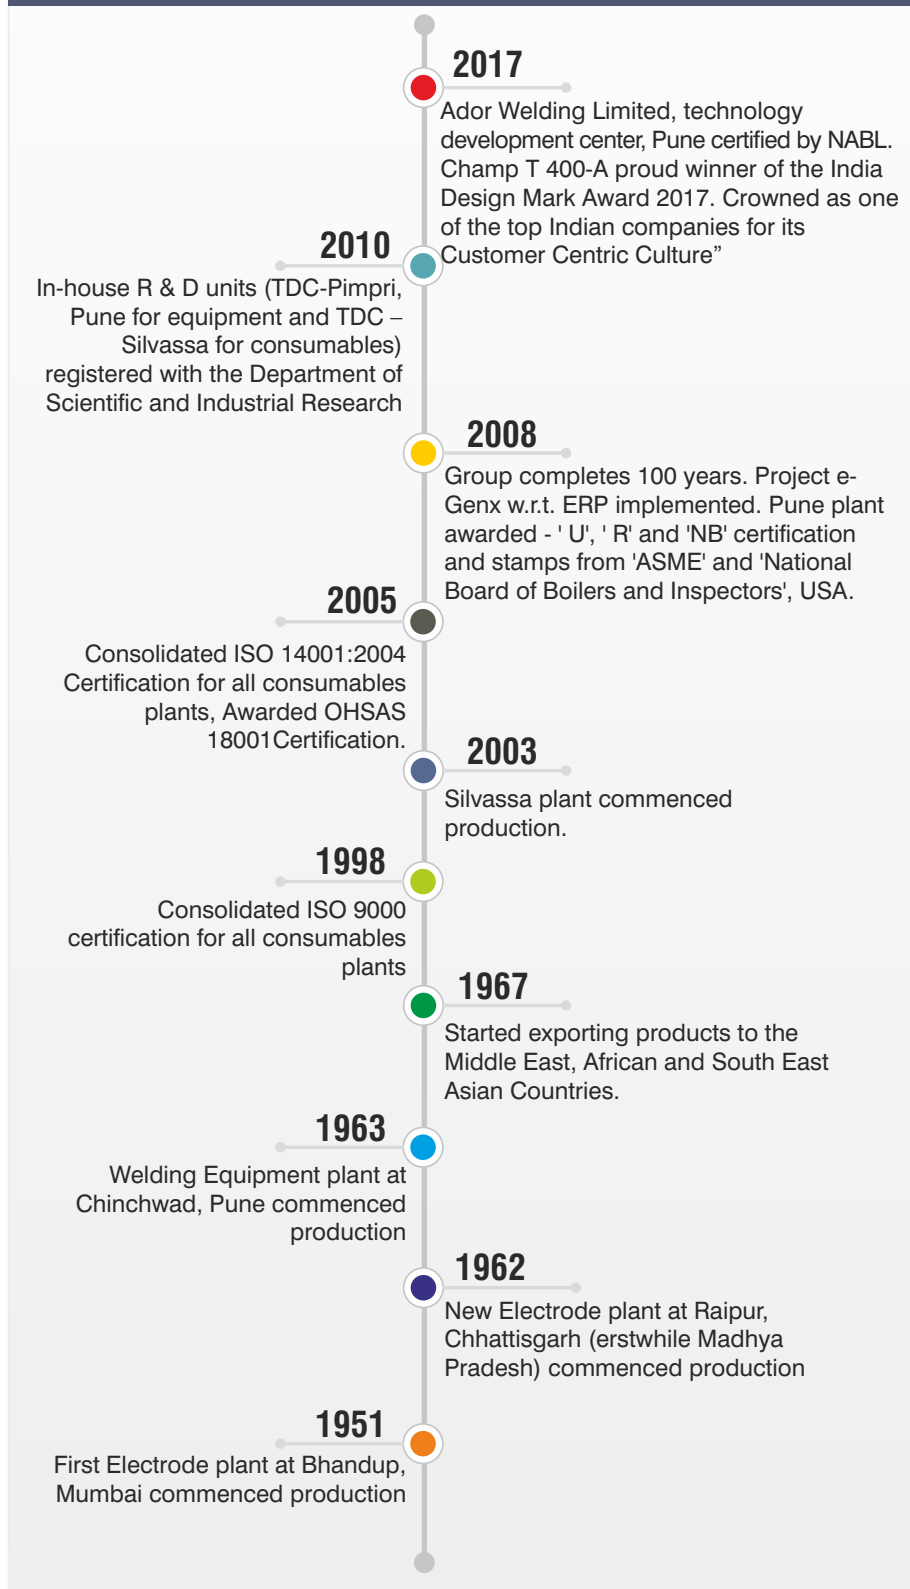 2017
Ador Welding Limited, technology
development center, Pune certified by NABL.
Champ T 400-A proud winner of the India
Design Mark Award 2017. Crowned as one
of the top Indian companies for its
Customer Centric Culture”
2010
In-house R & D units (TDC-Pimpri,
Pune for equipment and TDC –
Silvassa for consumables)
registered with the Department of
Scientific and Industrial Research
2008
Group completes 100 years. Project e-
Genx w.r.t. ERP implemented. Pune plant
awarded - ' U', ' R' and 'NB' certification
and stamps from 'ASME' and 'National
Board of Boilers and Inspectors', USA.
2005
Consolidated ISO 14001:2004
Certification for all consumables
plants, Awarded OHSAS
18001Certification.
2003
Silvassa plant commenced
production.
1998
Consolidated ISO 9000
certification for all consumables
plants
1967
Started exporting products to the
Middle East, African and South East
Asian Countries.
1963
Welding Equipment plant at
Chinchwad, Pune commenced
production
1962
New Electrode plant at Raipur,
Chhattisgarh (erstwhile Madhya
Pradesh) commenced production
1951
First Electrode plant at Bhandup,
Mumbai commenced production